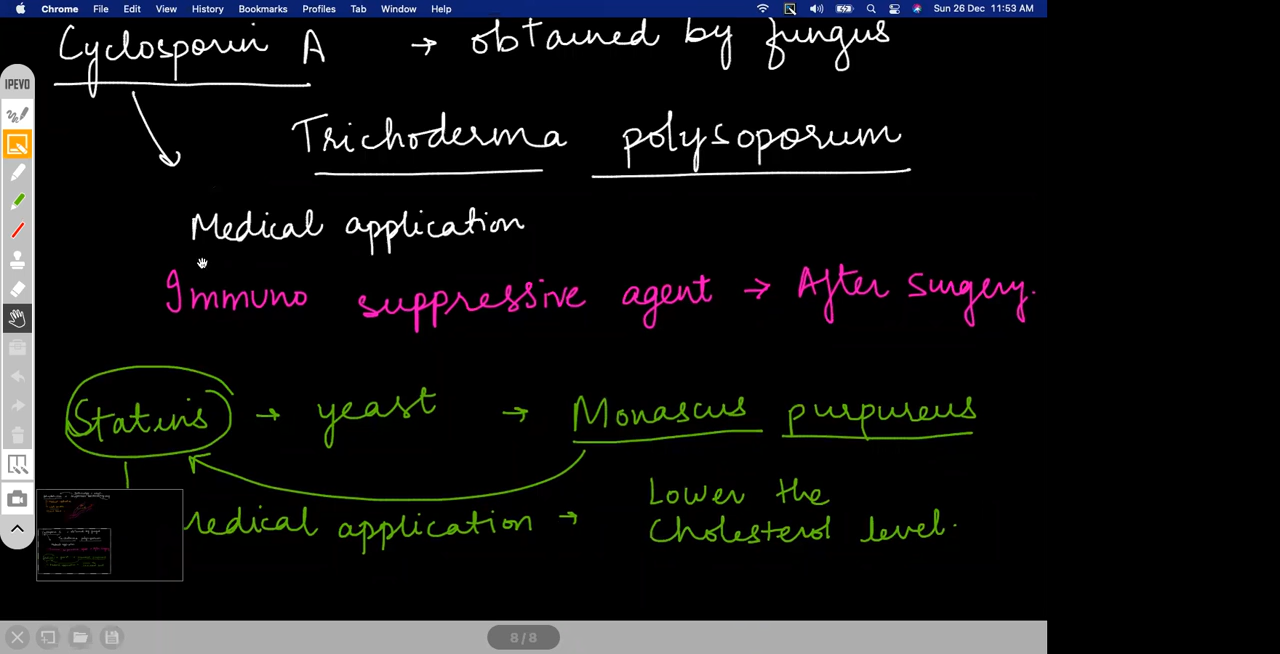 Chrome File Edit View History Bookmarks Profiles Tab Window Help Sun 26 Dec 11:53 AM
Cyclosporin A → obtained by fungus
IPEVO
Trichoderma polysoporum
Medical application
Immuno suppressive agent → After surgery.
Statins → yeast → Monascus purpureus
Lower the
Medical application → Cholesterol level.
8/8